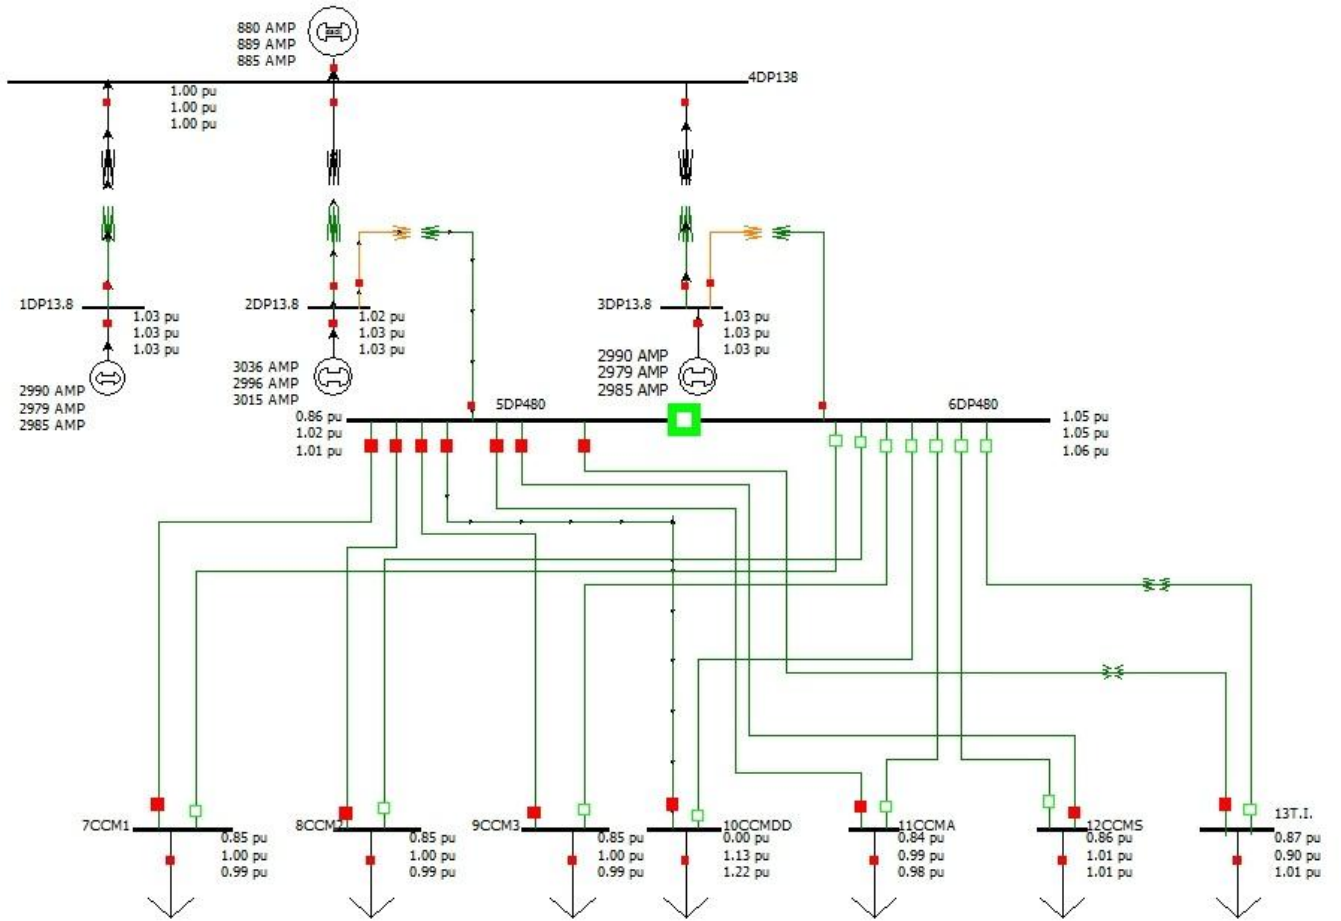 880 AMP
889 AMP
885 AMP
4DP138
1.00 pu
1.00 pu
1.00 pu
1DP13.8
1.03 pu
1.03 pu
1.03 pu
2990 AMP
2979 AMP
2985 AMP
2DP13.8
1.02 pu
1.03 pu
1.03 pu
3036 AMP
2996 AMP
3015 AMP
3DP13.8
1.03 pu
1.03 pu
1.03 pu
2990 AMP
2979 AMP
2985 AMP
5DP480
0.86 pu
1.02 pu
1.01 pu
6DP480
1.05 pu
1.05 pu
1.06 pu
7CCM1
0.85 pu
1.00 pu
0.99 pu
8CCM2
0.85 pu
1.00 pu
0.99 pu
9CCM3
0.85 pu
1.00 pu
0.99 pu
10CCMDD
0.00 pu
1.13 pu
1.22 pu
11CCMA
0.84 pu
0.99 pu
0.98 pu
12CCMS
0.86 pu
1.01 pu
1.01 pu
13T.I.
0.87 pu
0.90 pu
1.01 pu